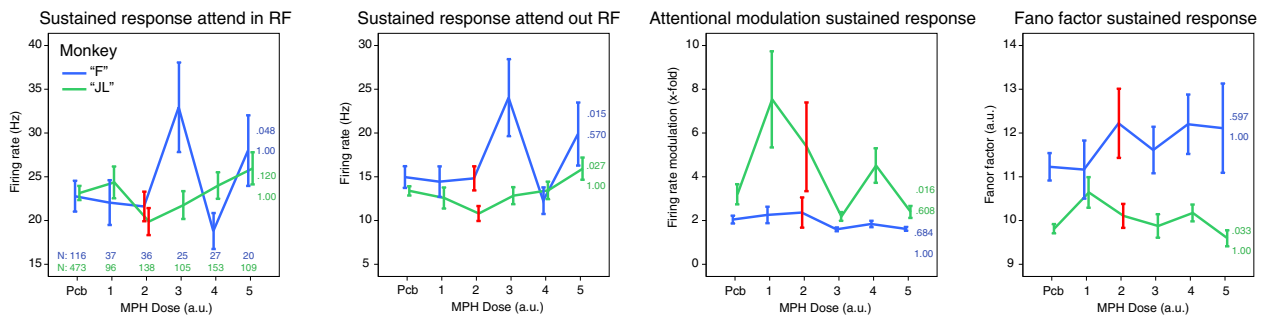 Sustained response attend in RF
Firing rate (Hz)
40
35
30
25
20
15
Monkey
"F"
"JL"
.048
1.00
.120
1.00
N: 116 37 36 25 27 20
N: 473 96 138 105 153 109
Pcb 1 2 3 4 5
MPH Dose (a.u.)
Sustained response attend out RF
Firing rate (Hz)
40
35
30
25
20
15
10
5
.015
.570
.027
1.00
Pcb 1 2 3 4 5
MPH Dose (a.u.)
Attentional modulation sustained response
Firing rate modulation (x-fold)
10
8
6
4
2
0
.016
.608
.684
1.00
Pcb 1 2 3 4 5
MPH Dose (a.u.)
Fano factor sustained response
Fanor factor (a.u.)
14
13
12
11
10
9
.597
1.00
.033
1.00
Pcb 1 2 3 4 5
MPH Dose (a.u.)